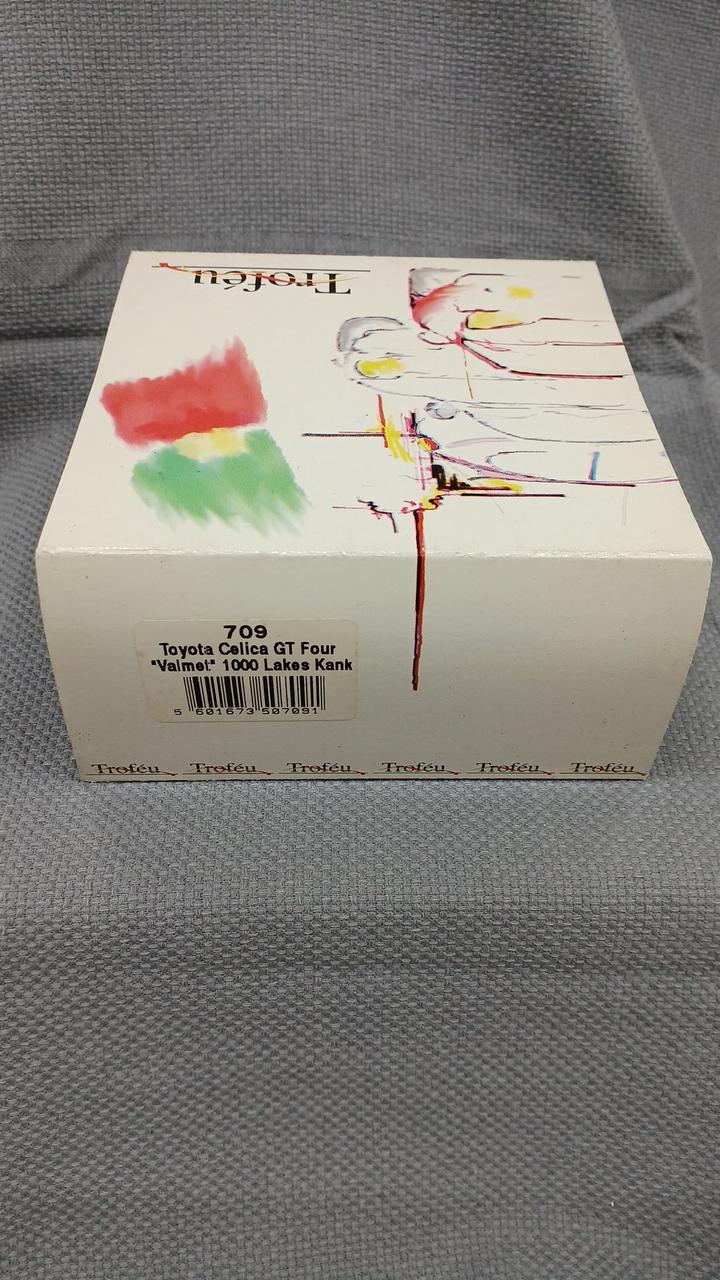 Troféu
709
Toyota Celica GT Four
"Valmet" 1000 Lakes Kank
5 601673 507091
Troféu Troféu Troféu Troféu Troféu Troféu